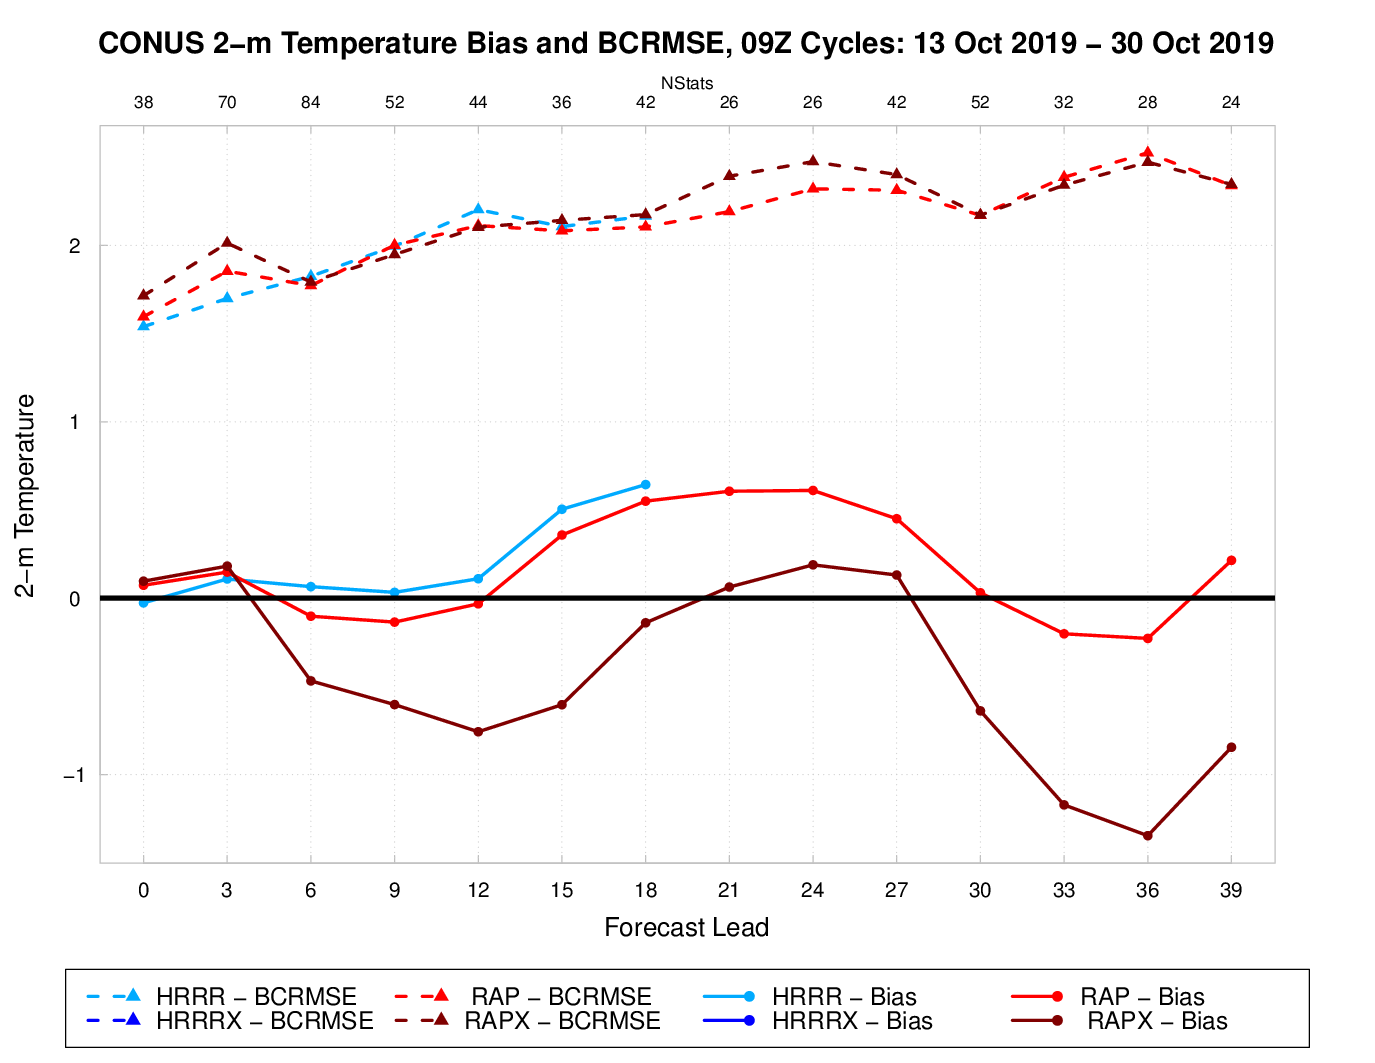 CONUS 2−m Temperature Bias and BCRMSE, 09Z Cycles: 13 Oct 2019 − 30 Oct 2019
NStats
38 70 84 52 44 36 42 26 26 42 52 32 28 24
2−m Temperature
2
1
0
−1
0 3 6 9 12 15 18 21 24 27 30 33 36 39
Forecast Lead
HRRR − BCRMSE RAP − BCRMSE HRRR − Bias RAP − Bias
HRRRX − BCRMSE RAPX − BCRMSE HRRRX − Bias RAPX − Bias